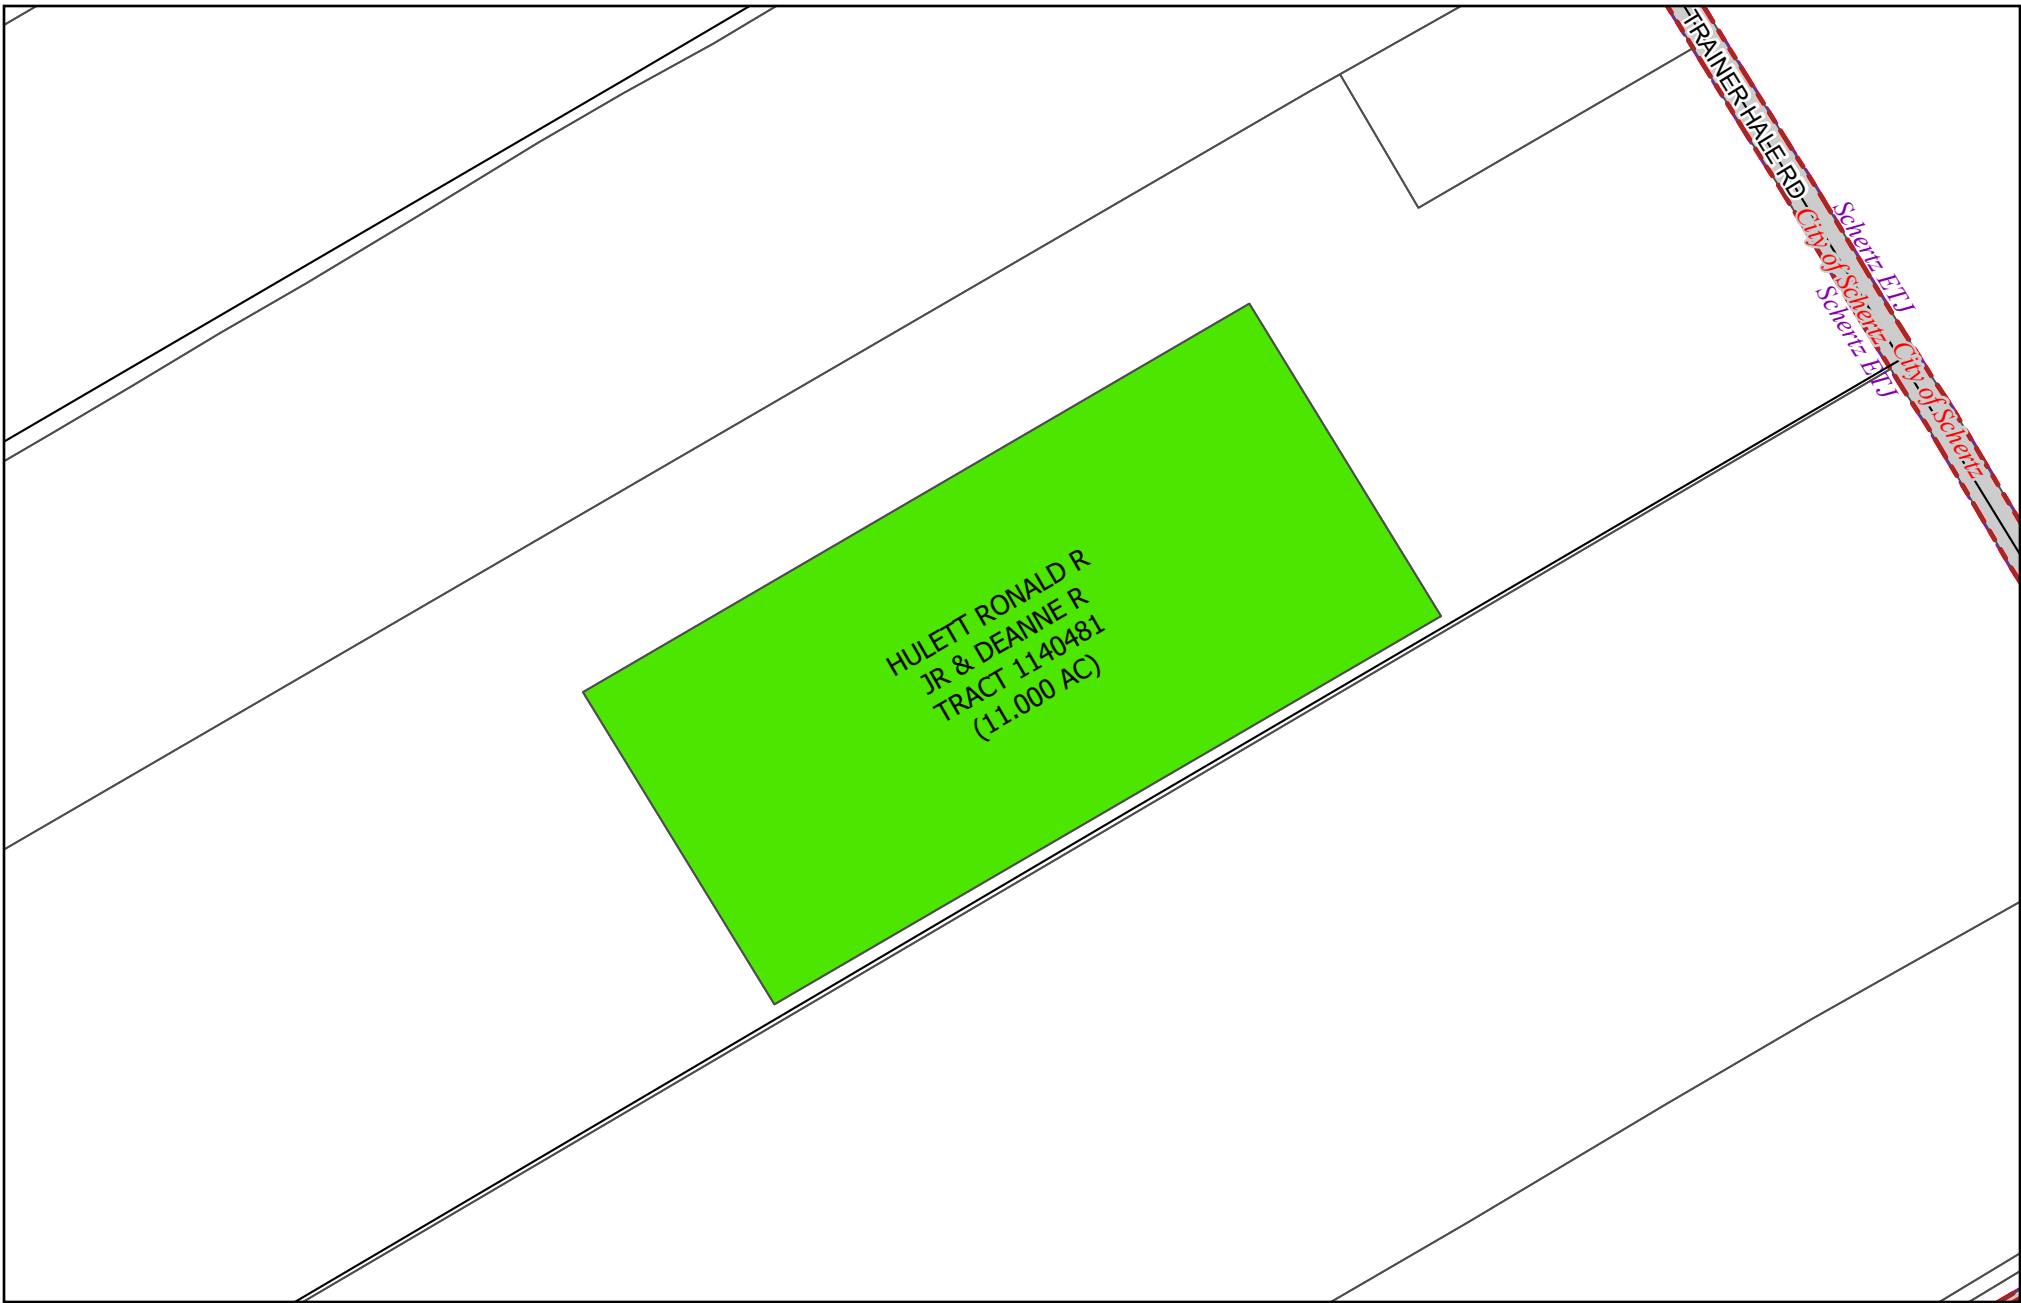 TRAINER-HALE-RD
Schertz ETJ
City of Schertz
Schertz ETJ
City of Schertz
HULETT RONALD R
JR & DEANNE R
TRACT 1140481
(11.000 AC)